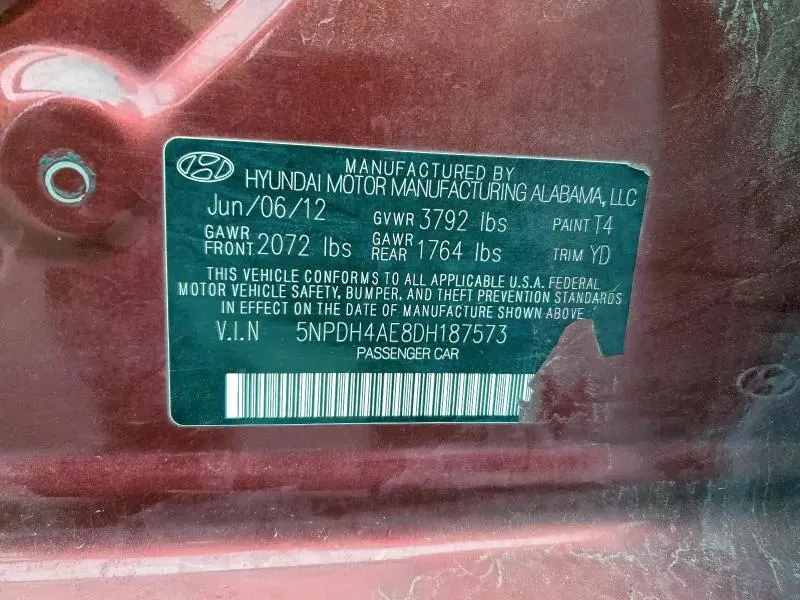 MANUFACTURED BY
HYUNDAI MOTOR MANUFACTURING ALABAMA, LLC
Jun/06/12 GVWR 3792 lbs PAINT T4
GAWR FRONT 2072 lbs GAWR REAR 1764 lbs TRIM YD
THIS VEHICLE CONFORMS TO ALL APPLICABLE U.S.A. FEDERAL
MOTOR VEHICLE SAFETY, BUMPER, AND THEFT PREVENTION STANDARDS
IN EFFECT ON THE DATE OF MANUFACTURE SHOWN ABOVE
V.I.N 5NPDH4AE8DH187573
PASSENGER CAR